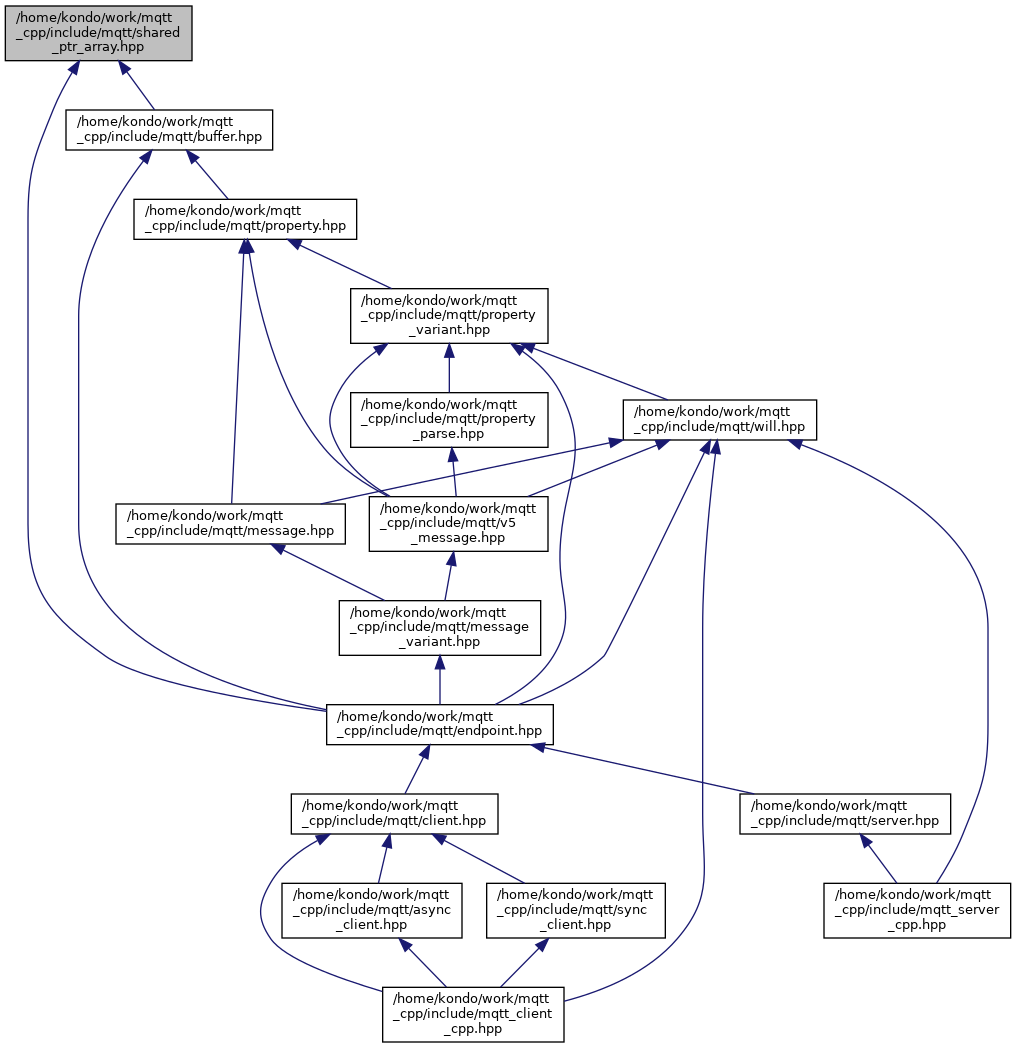 /home/kondo/work/mqtt
_cpp/include/mqtt/shared
_ptr_array.hpp
/home/kondo/work/mqtt
_cpp/include/mqtt/buffer.hpp
/home/kondo/work/mqtt
_cpp/include/mqtt/property.hpp
/home/kondo/work/mqtt
_cpp/include/mqtt/property
_variant.hpp
/home/kondo/work/mqtt
_cpp/include/mqtt/property
_parse.hpp
/home/kondo/work/mqtt
_cpp/include/mqtt/will.hpp
/home/kondo/work/mqtt
_cpp/include/mqtt/message.hpp
/home/kondo/work/mqtt
_cpp/include/mqtt/v5
_message.hpp
/home/kondo/work/mqtt
_cpp/include/mqtt/message
_variant.hpp
/home/kondo/work/mqtt
_cpp/include/mqtt/endpoint.hpp
/home/kondo/work/mqtt
_cpp/include/mqtt/client.hpp
/home/kondo/work/mqtt
_cpp/include/mqtt/server.hpp
/home/kondo/work/mqtt
_cpp/include/mqtt/async
_client.hpp
/home/kondo/work/mqtt
_cpp/include/mqtt/sync
_client.hpp
/home/kondo/work/mqtt
_cpp/include/mqtt_server
_cpp.hpp
/home/kondo/work/mqtt
_cpp/include/mqtt_client
_cpp.hpp